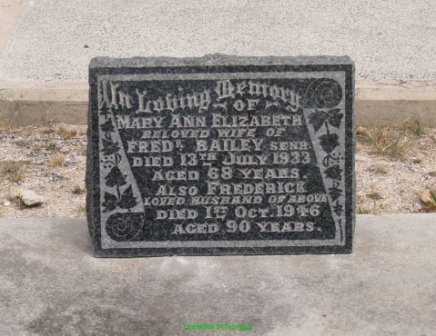 In Loving Memory
OF
MARY ANN ELIZABETH
BELOVED WIFE OF
FREDK BAILEY SENR
DIED 13TH JULY 1933
AGED 68 YEARS.
ALSO FREDERICK
LOVED HUSBAND OF ABOVE
DIED 1ST OCT. 1946
AGED 90 YEARS.